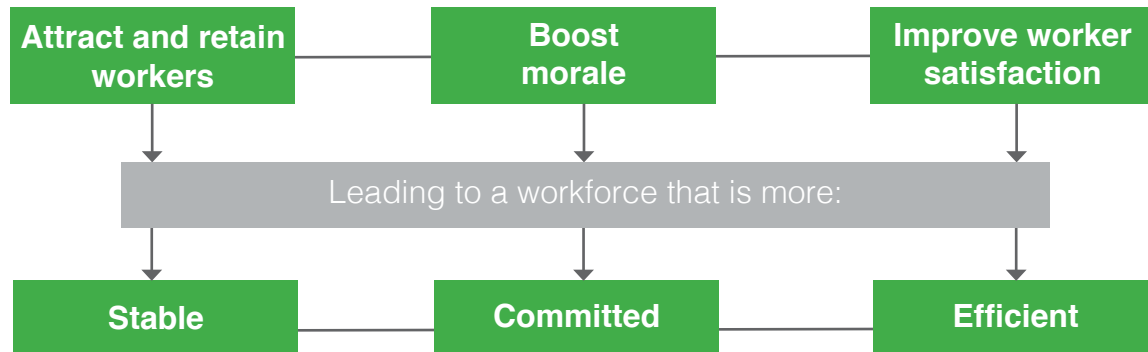 Attract and retain
workers
Boost
morale
Improve worker
satisfaction
Leading to a workforce that is more:
Stable
Committed
Efficient